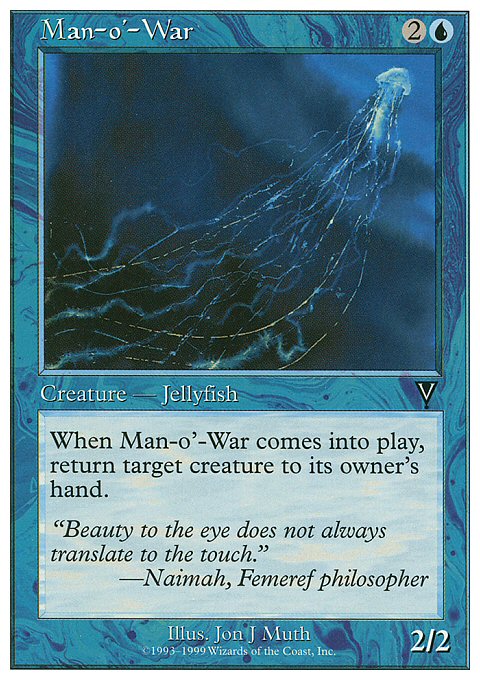 Man-o'-War 2
Creature — Jellyfish V
When Man-o'-War comes into play,
return target creature to its owner's
hand.
"Beauty to the eye does not always
translate to the touch."
—Naimah, Femeref philosopher
Illus. Jon J Muth
©1993-1999 Wizards of the Coast, Inc.
2/2